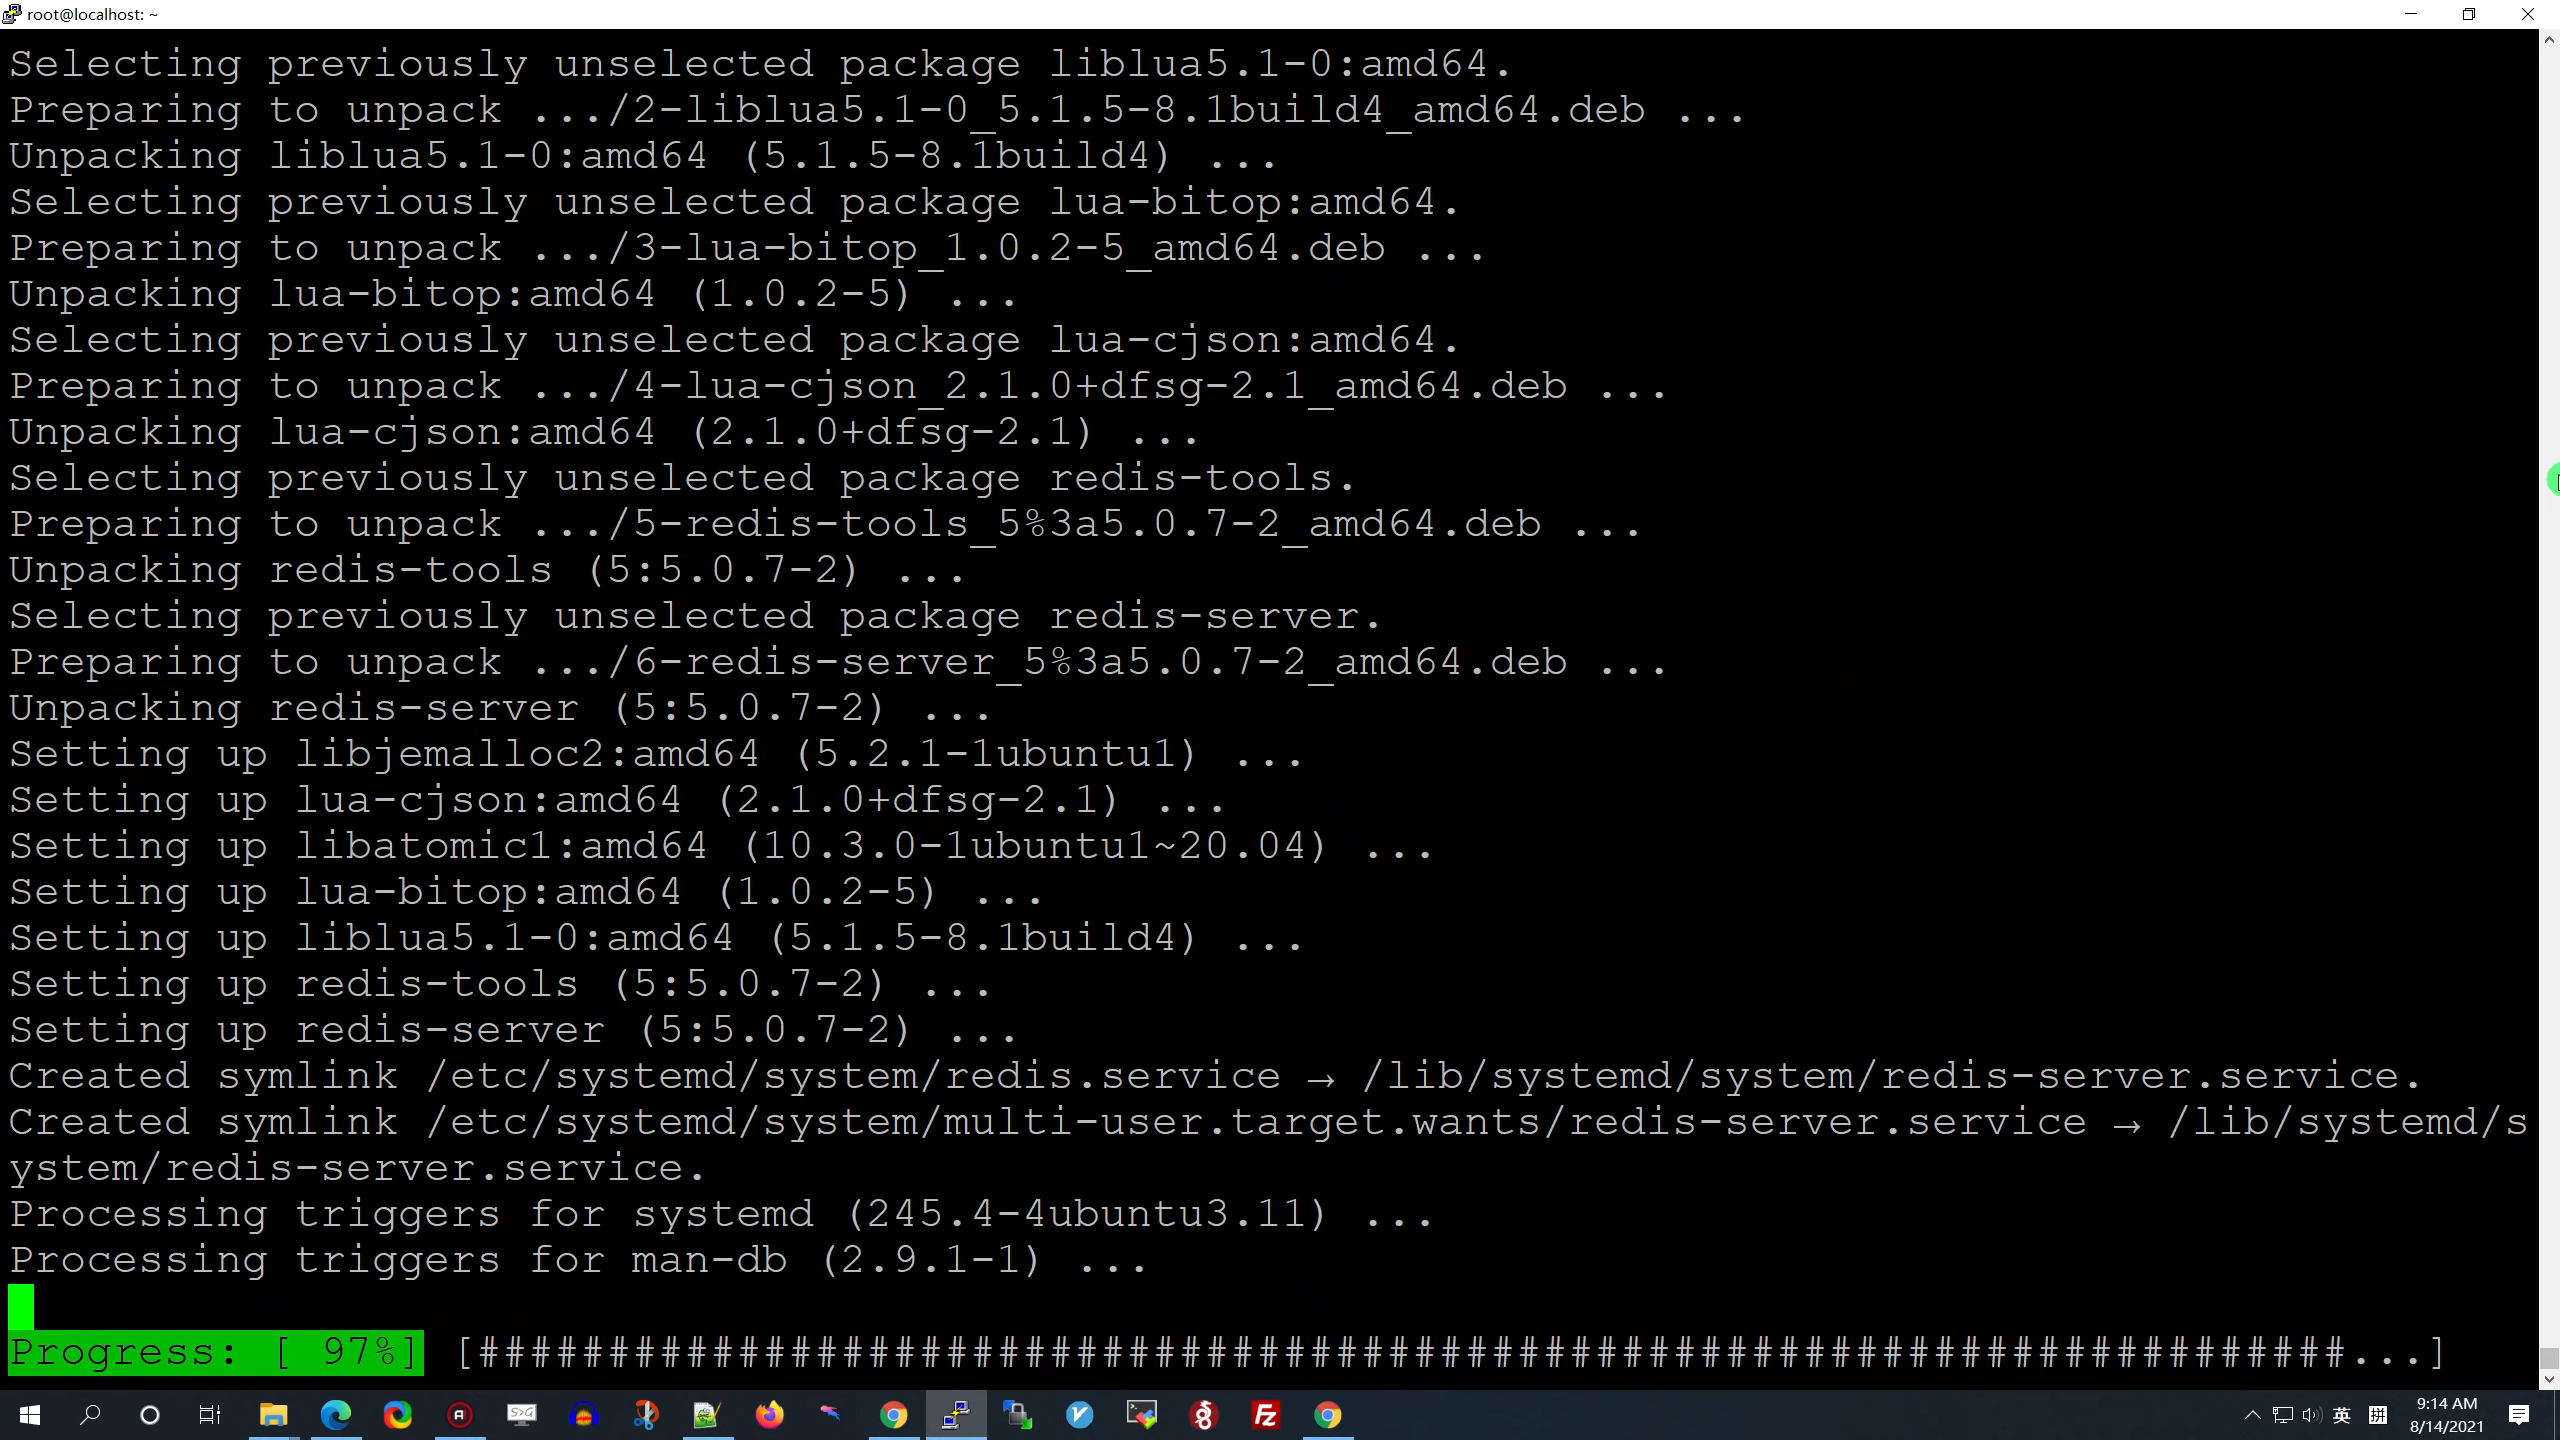 root@localhost: ~
Selecting previously unselected package liblua5.1-0:amd64.
Preparing to unpack .../2-liblua5.1-0_5.1.5-8.1build4_amd64.deb ...
Unpacking liblua5.1-0:amd64 (5.1.5-8.1build4) ...
Selecting previously unselected package lua-bitop:amd64.
Preparing to unpack .../3-lua-bitop_1.0.2-5_amd64.deb ...
Unpacking lua-bitop:amd64 (1.0.2-5) ...
Selecting previously unselected package lua-cjson:amd64.
Preparing to unpack .../4-lua-cjson_2.1.0+dfsg-2.1_amd64.deb ...
Unpacking lua-cjson:amd64 (2.1.0+dfsg-2.1) ...
Selecting previously unselected package redis-tools.
Preparing to unpack .../5-redis-tools_5%3a5.0.7-2_amd64.deb ...
Unpacking redis-tools (5:5.0.7-2) ...
Selecting previously unselected package redis-server.
Preparing to unpack .../6-redis-server_5%3a5.0.7-2_amd64.deb ...
Unpacking redis-server (5:5.0.7-2) ...
Setting up libjemalloc2:amd64 (5.2.1-1ubuntu1) ...
Setting up lua-cjson:amd64 (2.1.0+dfsg-2.1) ...
Setting up libatomic1:amd64 (10.3.0-1ubuntu1~20.04) ...
Setting up lua-bitop:amd64 (1.0.2-5) ...
Setting up liblua5.1-0:amd64 (5.1.5-8.1build4) ...
Setting up redis-tools (5:5.0.7-2) ...
Setting up redis-server (5:5.0.7-2) ...
Created symlink /etc/systemd/system/redis.service → /lib/systemd/system/redis-server.service.
Created symlink /etc/systemd/system/multi-user.target.wants/redis-server.service → /lib/systemd/s
ystem/redis-server.service.
Processing triggers for systemd (245.4-4ubuntu3.11) ...
Processing triggers for man-db (2.9.1-1) ...
Progress: [ 97%] [########################################################################...]
S>G
英
拼
9:14 AM
8/14/2021